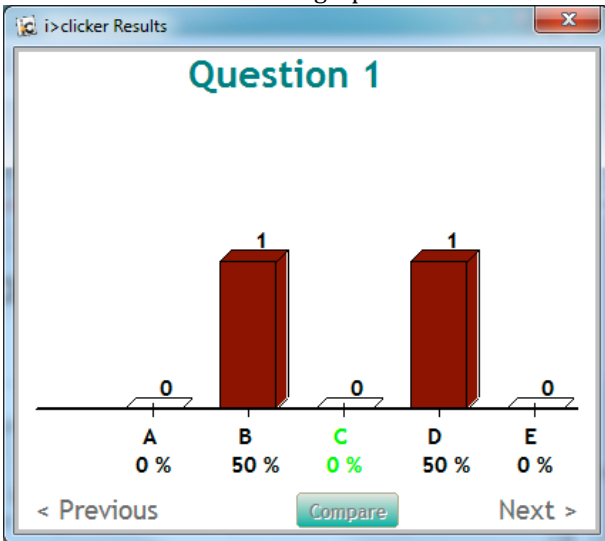 i>clicker Results
Question 1
1 1
0 0 0
A B C D E
0 % 50 % 0 % 50 % 0 %
< Previous Compare Next >